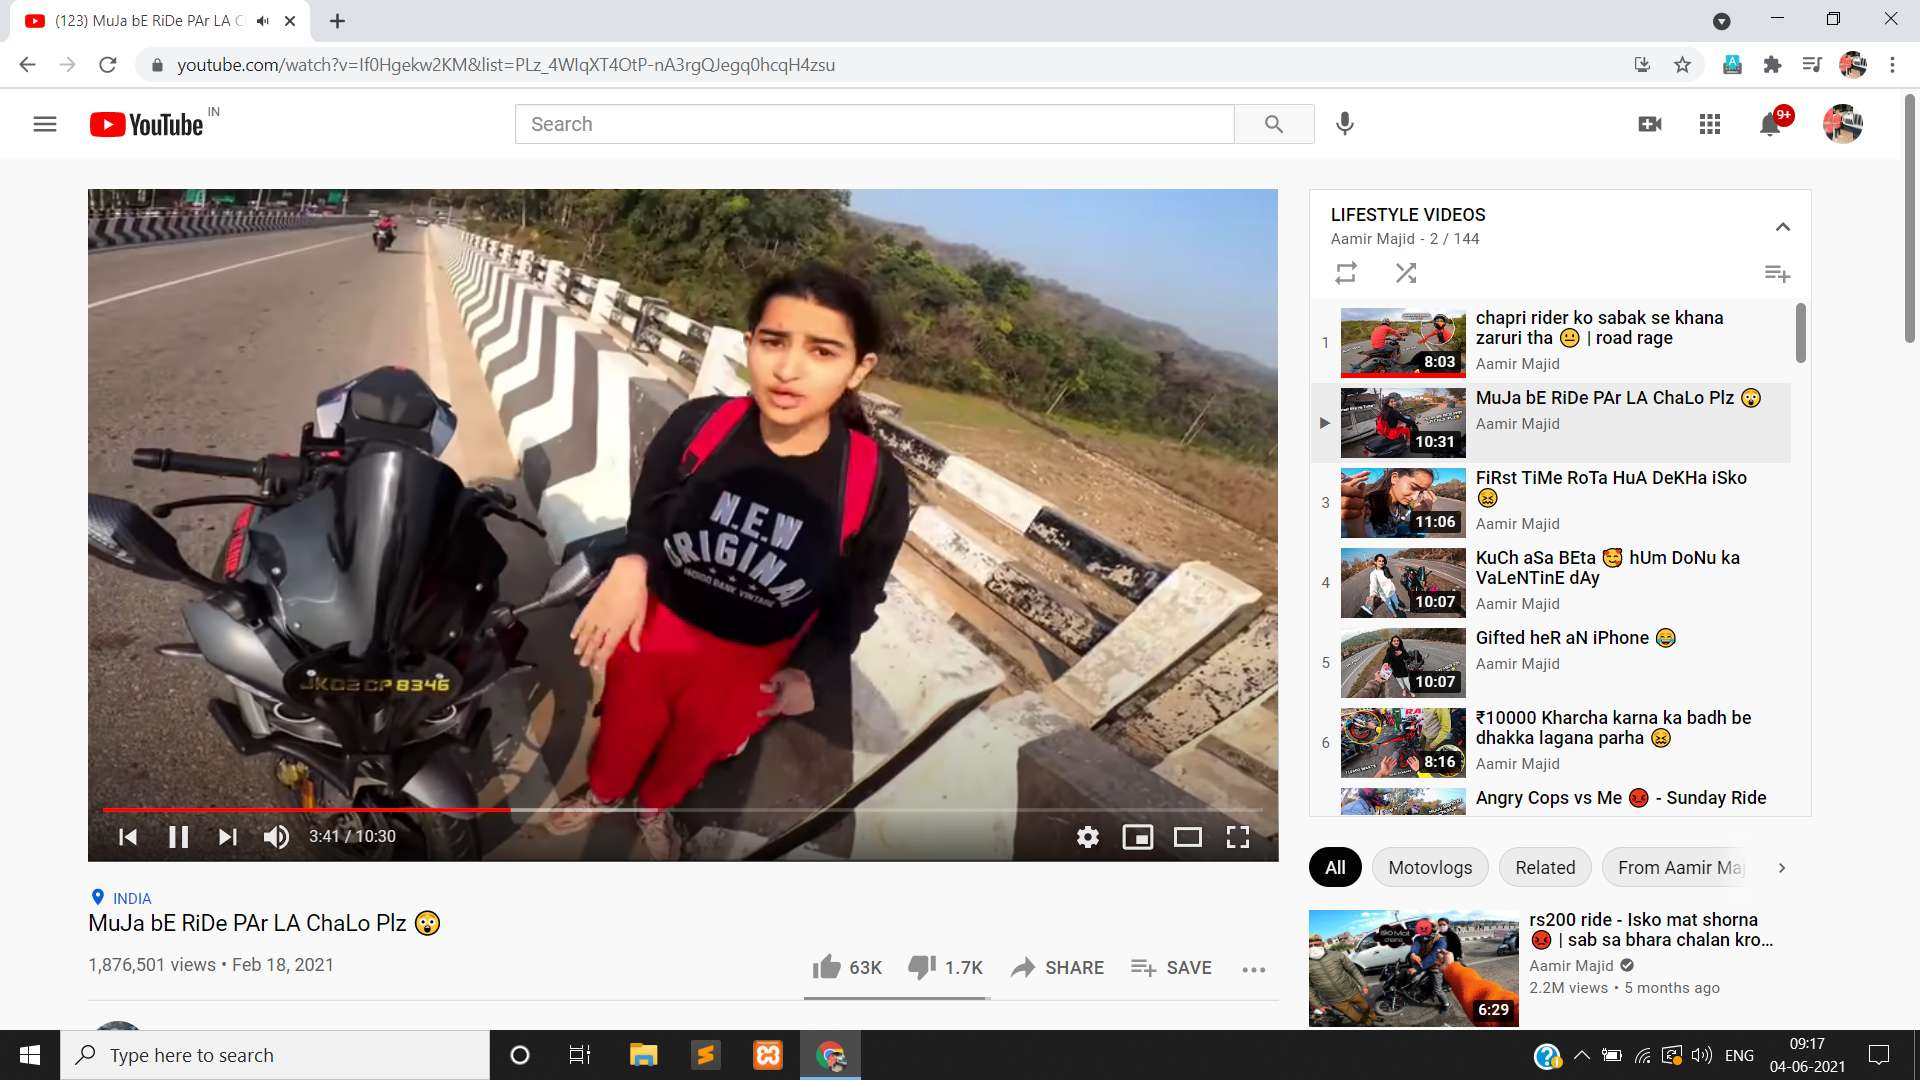 (123) MuJa bE RiDe PAr LA C
youtube.com/watch?v=lf0Hgekw2KM&list=PLz_4WIqXT4OtP-nA3rgQJegq0hcqH4zsu
YouTube IN
Search
9+
N.E.W
ORIGINAL
JK02CP 8346
3:41 / 10:30
INDIA
MuJa bE RiDe PAr LA ChaLo Plz 😲
1,876,501 views • Feb 18, 2021
63K
1.7K
SHARE
SAVE
LIFESTYLE VIDEOS
Aamir Majid - 2 / 144
1
8:03
chapri rider ko sabak se khana
zaruri tha 😐 | road rage
Aamir Majid
10:31
MuJa bE RiDe PAr LA ChaLo Plz 😲
Aamir Majid
3
11:06
FiRst TiMe RoTa HuA DeKHa iSko
😖
Aamir Majid
4
10:07
KuCh aSa BEta 🥰 hUm DoNu ka
VaLeNTinE dAy
Aamir Majid
5
10:07
Gifted heR aN iPhone 😂
Aamir Majid
6
8:16
₹10000 Kharcha karna ka badh be
dhakka lagana parha 😖
Aamir Majid
Angry Cops vs Me 😡 - Sunday Ride
All
Motovlogs
Related
From Aamir Maj
6:29
rs200 ride - Isko mat shorna
😡 | sab sa bhara chalan kro...
Aamir Majid
2.2M views • 5 months ago
Type here to search
ENG
09:17
04-06-2021